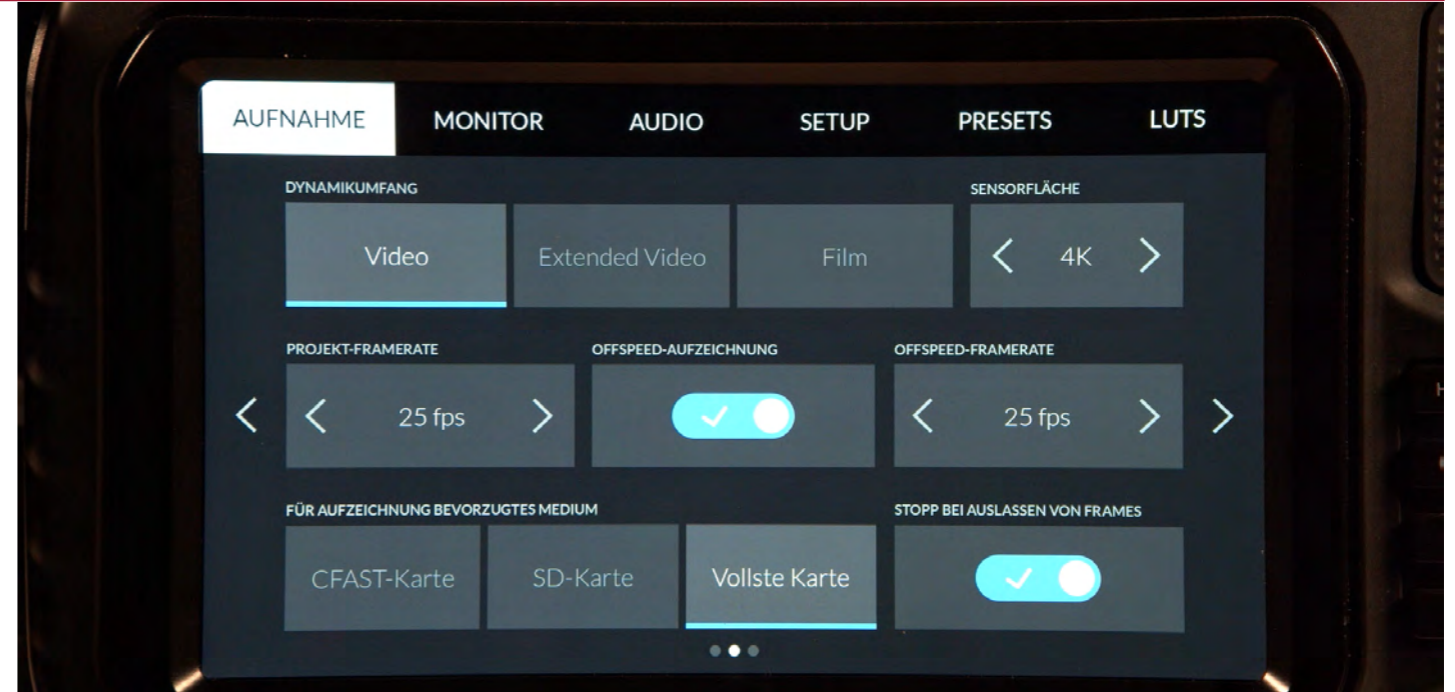 AUFNAHME MONITOR AUDIO SETUP PRESETS LUTS
DYNAMIKUMFANG SENSORFLÄCHE
Video Extended Video Film 4K
PROJEKT-FRAMERATE OFFSPEED-AUFZEICHNUNG OFFSPEED-FRAMERATE
25 fps 25 fps
FÜR AUFZEICHNUNG BEVORZUGTES MEDIUM STOPP BEI AUSLASSEN VON FRAMES
CFAST-Karte SD-Karte Vollste Karte